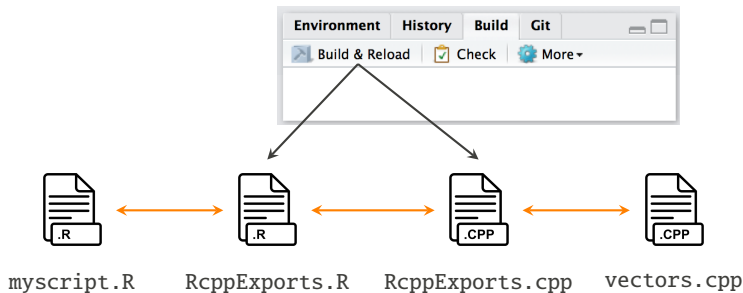 Environment History Build Git
Build & Reload Check More
.R .R .CPP .CPP
myscript.R RcppExports.R RcppExports.cpp vectors.cpp